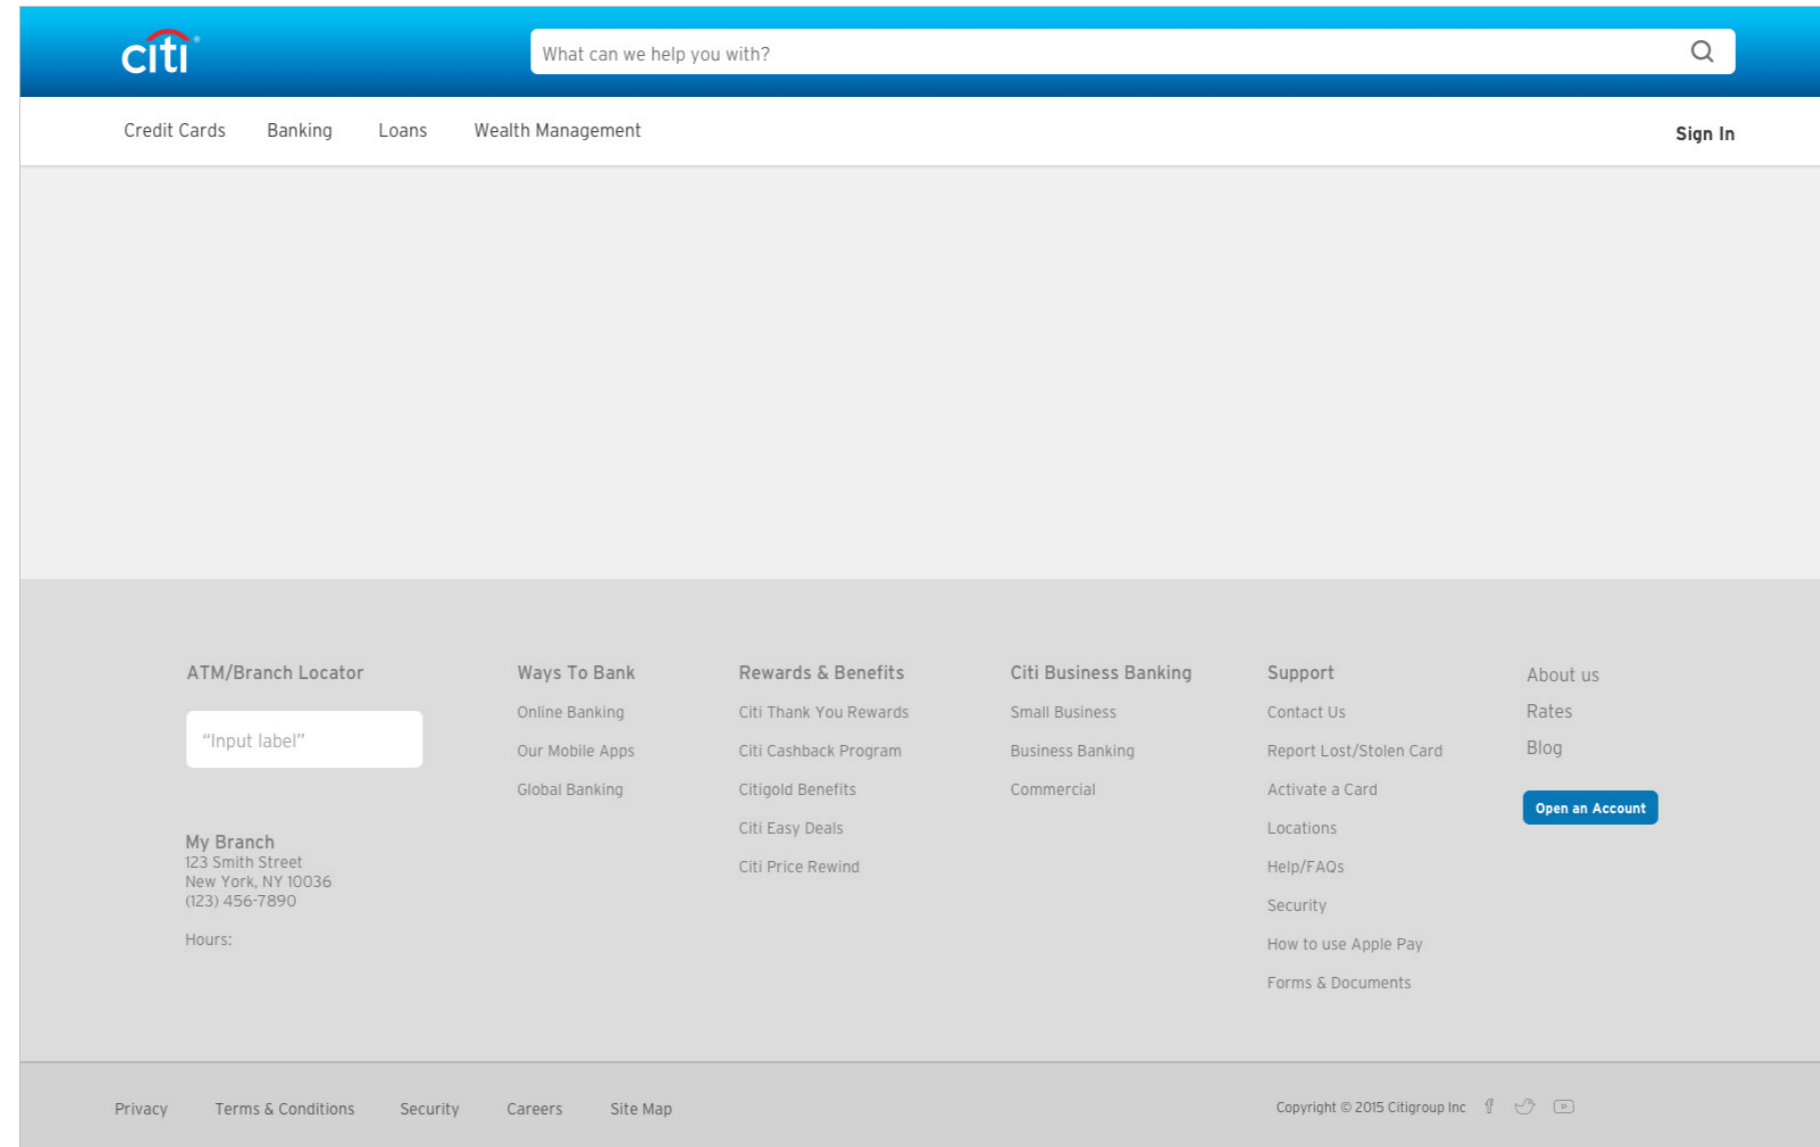 citi®
What can we help you with?
Credit Cards
Banking
Loans
Wealth Management
Sign In
ATM/Branch Locator
“Input label”
My Branch
123 Smith Street
New York, NY 10036
(123) 456-7890
Hours:
Ways To Bank
Online Banking
Our Mobile Apps
Global Banking
Rewards & Benefits
Citi Thank You Rewards
Citi Cashback Program
Citigold Benefits
Citi Easy Deals
Citi Price Rewind
Citi Business Banking
Small Business
Business Banking
Commercial
Support
Contact Us
Report Lost/Stolen Card
Activate a Card
Locations
Help/FAQs
Security
How to use Apple Pay
Forms & Documents
About us
Rates
Blog
Open an Account
Privacy
Terms & Conditions
Security
Careers
Site Map
Copyright © 2015 Citigroup Inc